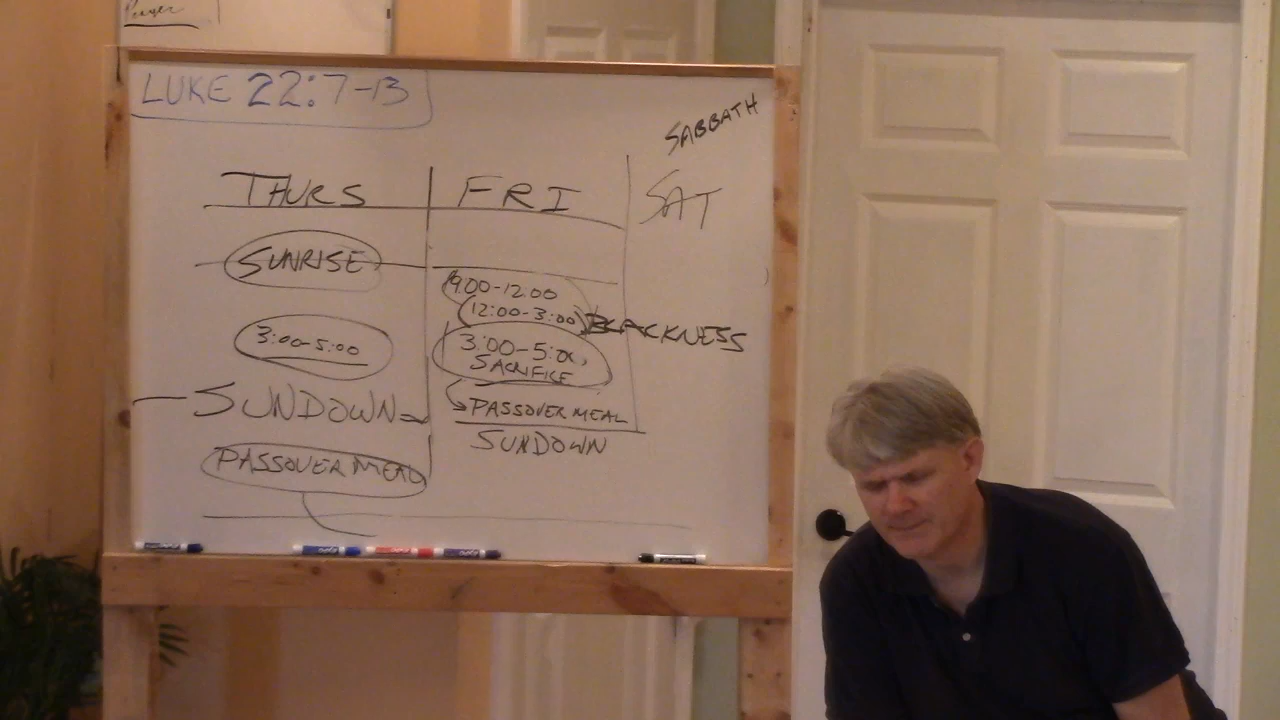 Prayer
LUKE 22:7-13
SABBATH
THURS FRI SAT
SUNRISE
9:00-12:00
12:00-3:00 BLACKNESS
3:00-5:00
3:00-5:00
SACRIFICE
SUNDOWN
PASSOVER MEAL
SUNDOWN
PASSOVER MEAL